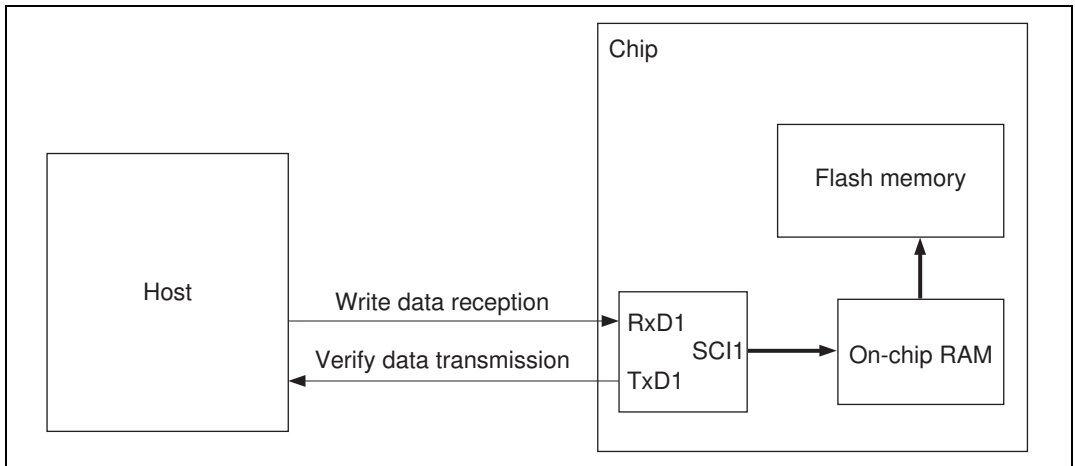 Chip
Flash memory
Host
Write data reception
RxD1
SCI1
On-chip RAM
Verify data transmission
TxD1